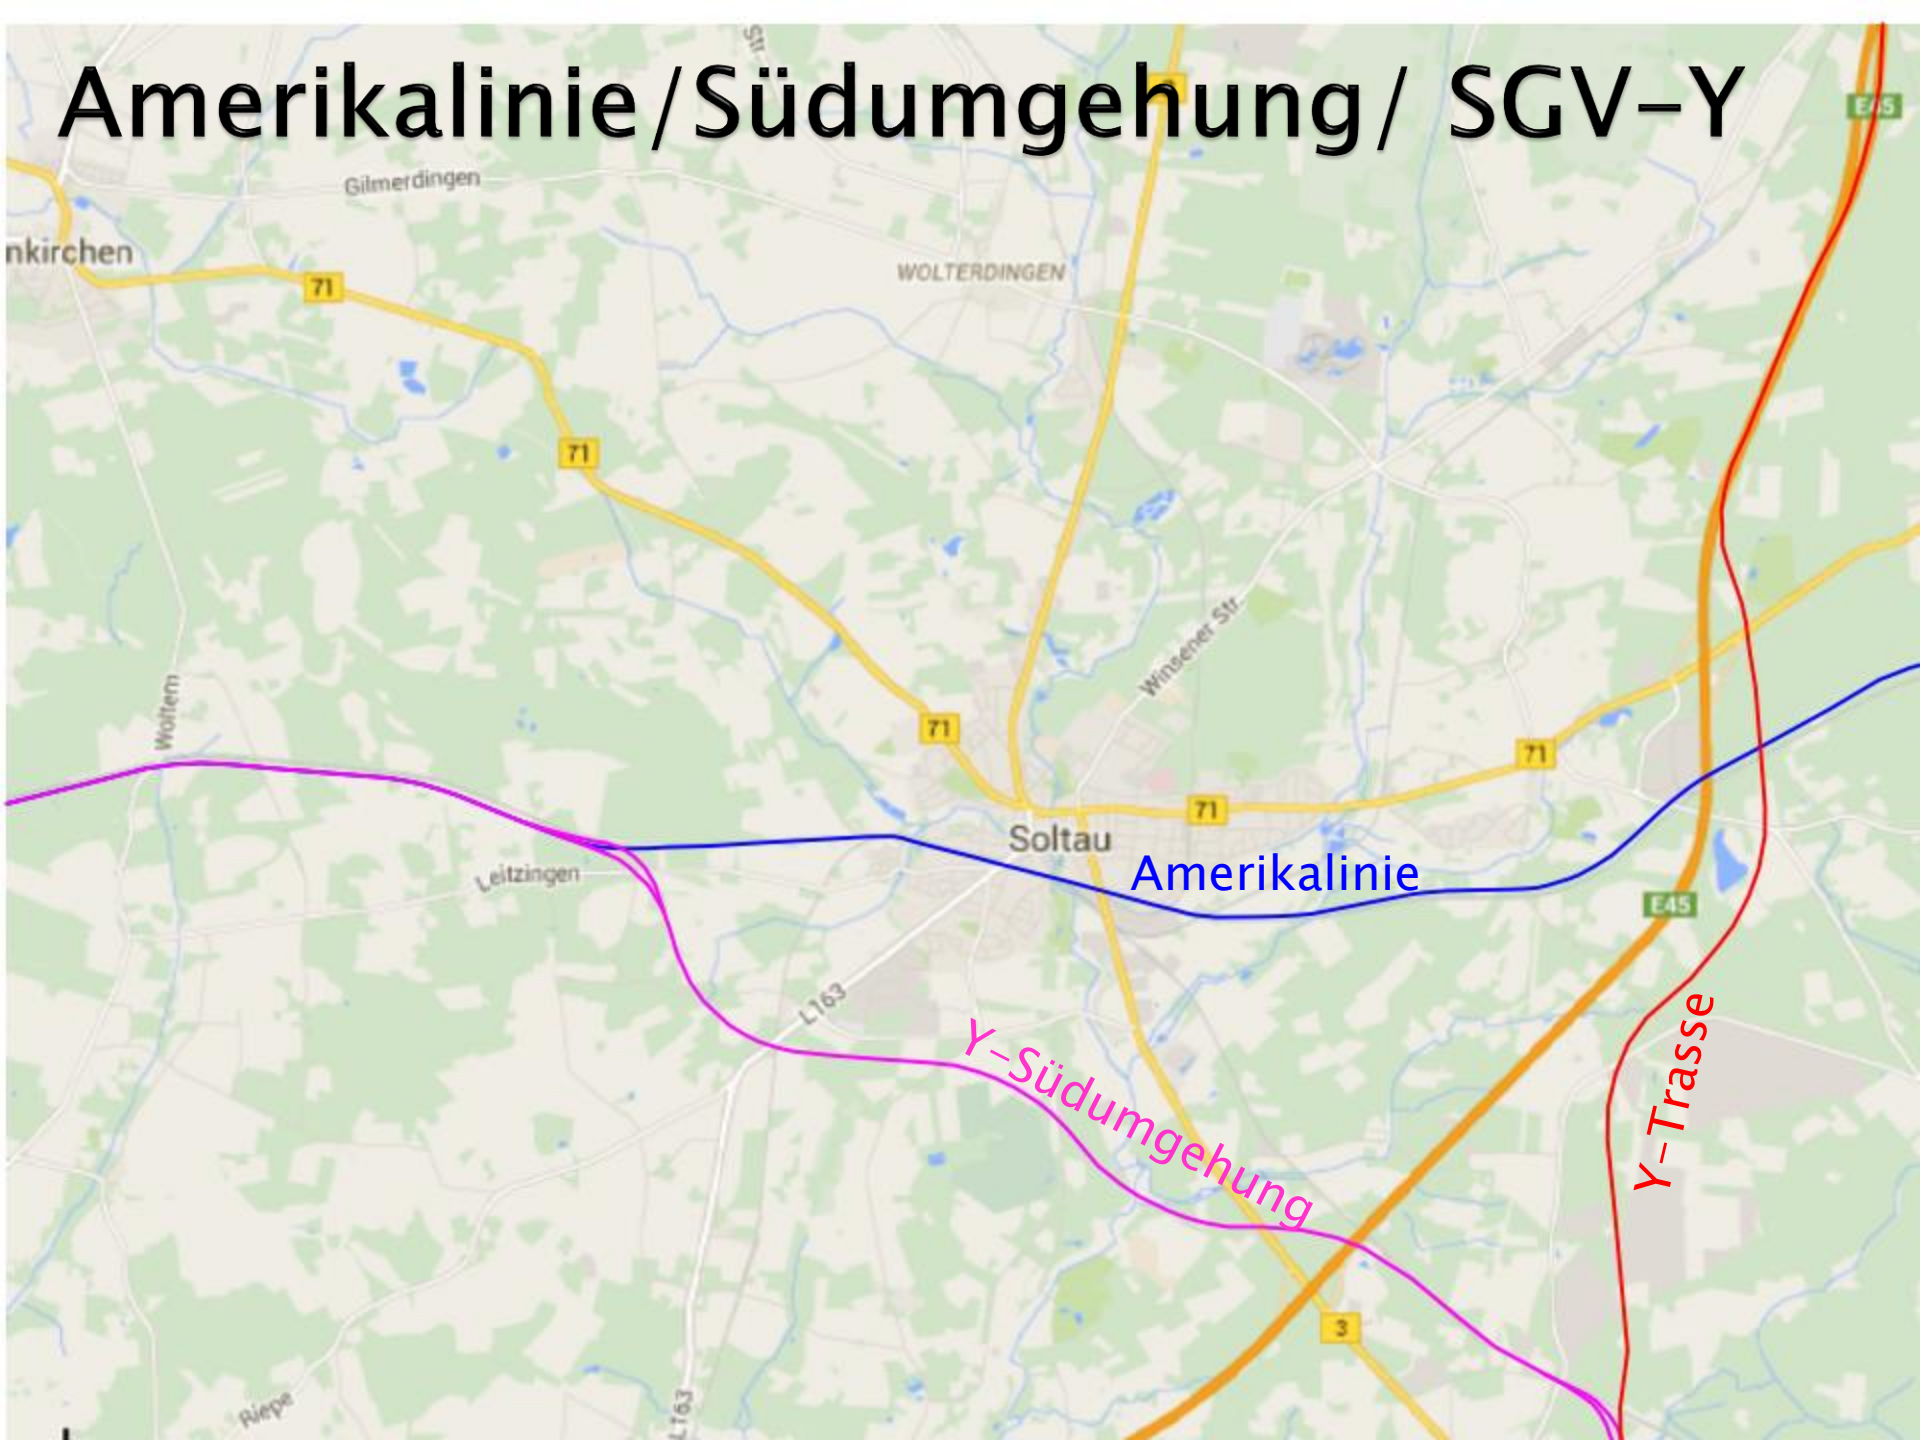 Amerikalinie/Südumgehung/ SGV-Y
E45
Gilmerdingen
nkirchen
WOLTERDINGEN
71
71
Winsener Str
Woltem
71
71
71
Soltau
Amerikalinie
Leitzingen
E45
L163
Y-Südumgehung
Y-Trasse
3
Riepe
L163